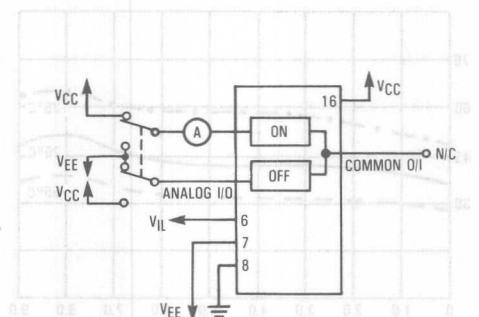 VCC
16
VCC
A
ON
VEE
COMMON O/I
N/C
OFF
VCC
ANALOG I/O
VIL
6
7
8
VEE